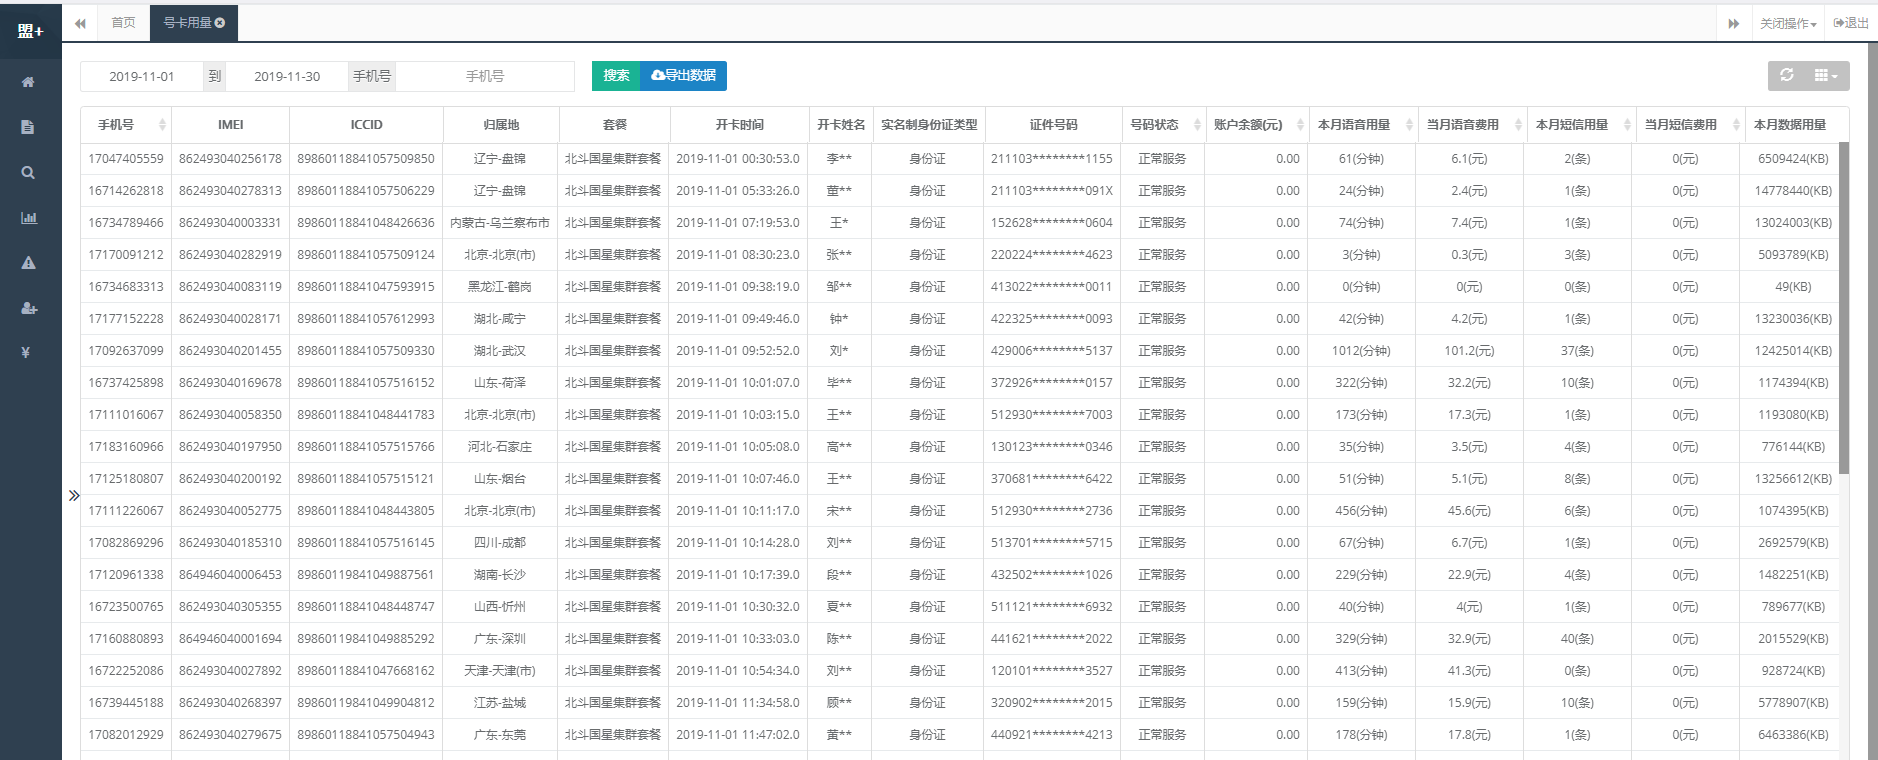 盟+ 首页 号卡用量 关闭操作 退出
2019-11-01 到 2019-11-30 手机号 手机号 搜索 导出数据
手机号 IMEI ICCID 归属地 套餐 开卡时间 开卡姓名 实名制身份证类型 证件号码 号码状态 账户余额(元) 本月语音用量 当月语音费用 本月短信用量 当月短信费用 本月数据用量
17047405559 862493040256178 89860118841057509850 辽宁-盘锦 北斗国星集群套餐 2019-11-01 00:30:53.0 李** 身份证 211103********1155 正常服务 0.00 61(分钟) 6.1(元) 2(条) 0(元) 6509424(KB)
16714262818 862493040278313 89860118841057506229 辽宁-盘锦 北斗国星集群套餐 2019-11-01 05:33:26.0 董** 身份证 211103********091X 正常服务 0.00 24(分钟) 2.4(元) 1(条) 0(元) 14778440(KB)
16734789466 862493040003331 89860118841048426636 内蒙古-乌兰察布市 北斗国星集群套餐 2019-11-01 07:19:53.0 王* 身份证 152628********0604 正常服务 0.00 74(分钟) 7.4(元) 1(条) 0(元) 13024003(KB)
17170091212 862493040282919 89860118841057509124 北京-北京(市) 北斗国星集群套餐 2019-11-01 08:30:23.0 张** 身份证 220224********4623 正常服务 0.00 3(分钟) 0.3(元) 3(条) 0(元) 5093789(KB)
16734683313 862493040083119 89860118841047593915 黑龙江-鹤岗 北斗国星集群套餐 2019-11-01 09:38:19.0 邹** 身份证 413022********0011 正常服务 0.00 0(分钟) 0(元) 0(条) 0(元) 49(KB)
17177152228 862493040028171 89860118841057612993 湖北-咸宁 北斗国星集群套餐 2019-11-01 09:49:46.0 钟* 身份证 422325********0093 正常服务 0.00 42(分钟) 4.2(元) 1(条) 0(元) 13230036(KB)
17092637099 862493040201455 89860118841057509330 湖北-武汉 北斗国星集群套餐 2019-11-01 09:52:52.0 刘* 身份证 429006********5137 正常服务 0.00 1012(分钟) 101.2(元) 37(条) 0(元) 12425014(KB)
16737425898 862493040169678 89860118841057516152 山东-荷泽 北斗国星集群套餐 2019-11-01 10:01:07.0 毕** 身份证 372926********0157 正常服务 0.00 322(分钟) 32.2(元) 10(条) 0(元) 1174394(KB)
17111016067 862493040058350 89860118841048441783 北京-北京(市) 北斗国星集群套餐 2019-11-01 10:03:15.0 王** 身份证 512930********7003 正常服务 0.00 173(分钟) 17.3(元) 1(条) 0(元) 1193080(KB)
17183160966 862493040197950 89860118841057515766 河北-石家庄 北斗国星集群套餐 2019-11-01 10:05:08.0 高** 身份证 130123********0346 正常服务 0.00 35(分钟) 3.5(元) 4(条) 0(元) 776144(KB)
17125180807 862493040200192 89860118841057515121 山东-烟台 北斗国星集群套餐 2019-11-01 10:07:46.0 王** 身份证 370681********6422 正常服务 0.00 51(分钟) 5.1(元) 8(条) 0(元) 13256612(KB)
17111226067 862493040052775 89860118841048443805 北京-北京(市) 北斗国星集群套餐 2019-11-01 10:11:17.0 宋** 身份证 512930********2736 正常服务 0.00 456(分钟) 45.6(元) 6(条) 0(元) 1074395(KB)
17082869296 862493040185310 89860118841057516145 四川-成都 北斗国星集群套餐 2019-11-01 10:14:28.0 刘** 身份证 513701********5715 正常服务 0.00 67(分钟) 6.7(元) 1(条) 0(元) 2692579(KB)
17120961338 864946040006453 89860119841049887561 湖南-长沙 北斗国星集群套餐 2019-11-01 10:17:39.0 段** 身份证 432502********1026 正常服务 0.00 229(分钟) 22.9(元) 4(条) 0(元) 1482251(KB)
16723500765 862493040305355 89860118841048448747 山西-忻州 北斗国星集群套餐 2019-11-01 10:30:32.0 夏** 身份证 511121********6932 正常服务 0.00 40(分钟) 4(元) 1(条) 0(元) 789677(KB)
17160880893 864946040001694 89860119841049885292 广东-深圳 北斗国星集群套餐 2019-11-01 10:33:03.0 陈** 身份证 441621********2022 正常服务 0.00 329(分钟) 32.9(元) 40(条) 0(元) 2015529(KB)
16722252086 862493040027892 89860118841047668162 天津-天津(市) 北斗国星集群套餐 2019-11-01 10:54:34.0 刘** 身份证 120101********3527 正常服务 0.00 413(分钟) 41.3(元) 0(条) 0(元) 928724(KB)
16739445188 862493040268397 89860119841049904812 江苏-盐城 北斗国星集群套餐 2019-11-01 11:34:58.0 顾** 身份证 320902********2015 正常服务 0.00 159(分钟) 15.9(元) 10(条) 0(元) 5778907(KB)
17082012929 862493040279675 89860118841057504943 广东-东莞 北斗国星集群套餐 2019-11-01 11:47:02.0 黄** 身份证 440921********4213 正常服务 0.00 178(分钟) 17.8(元) 1(条) 0(元) 6463386(KB)